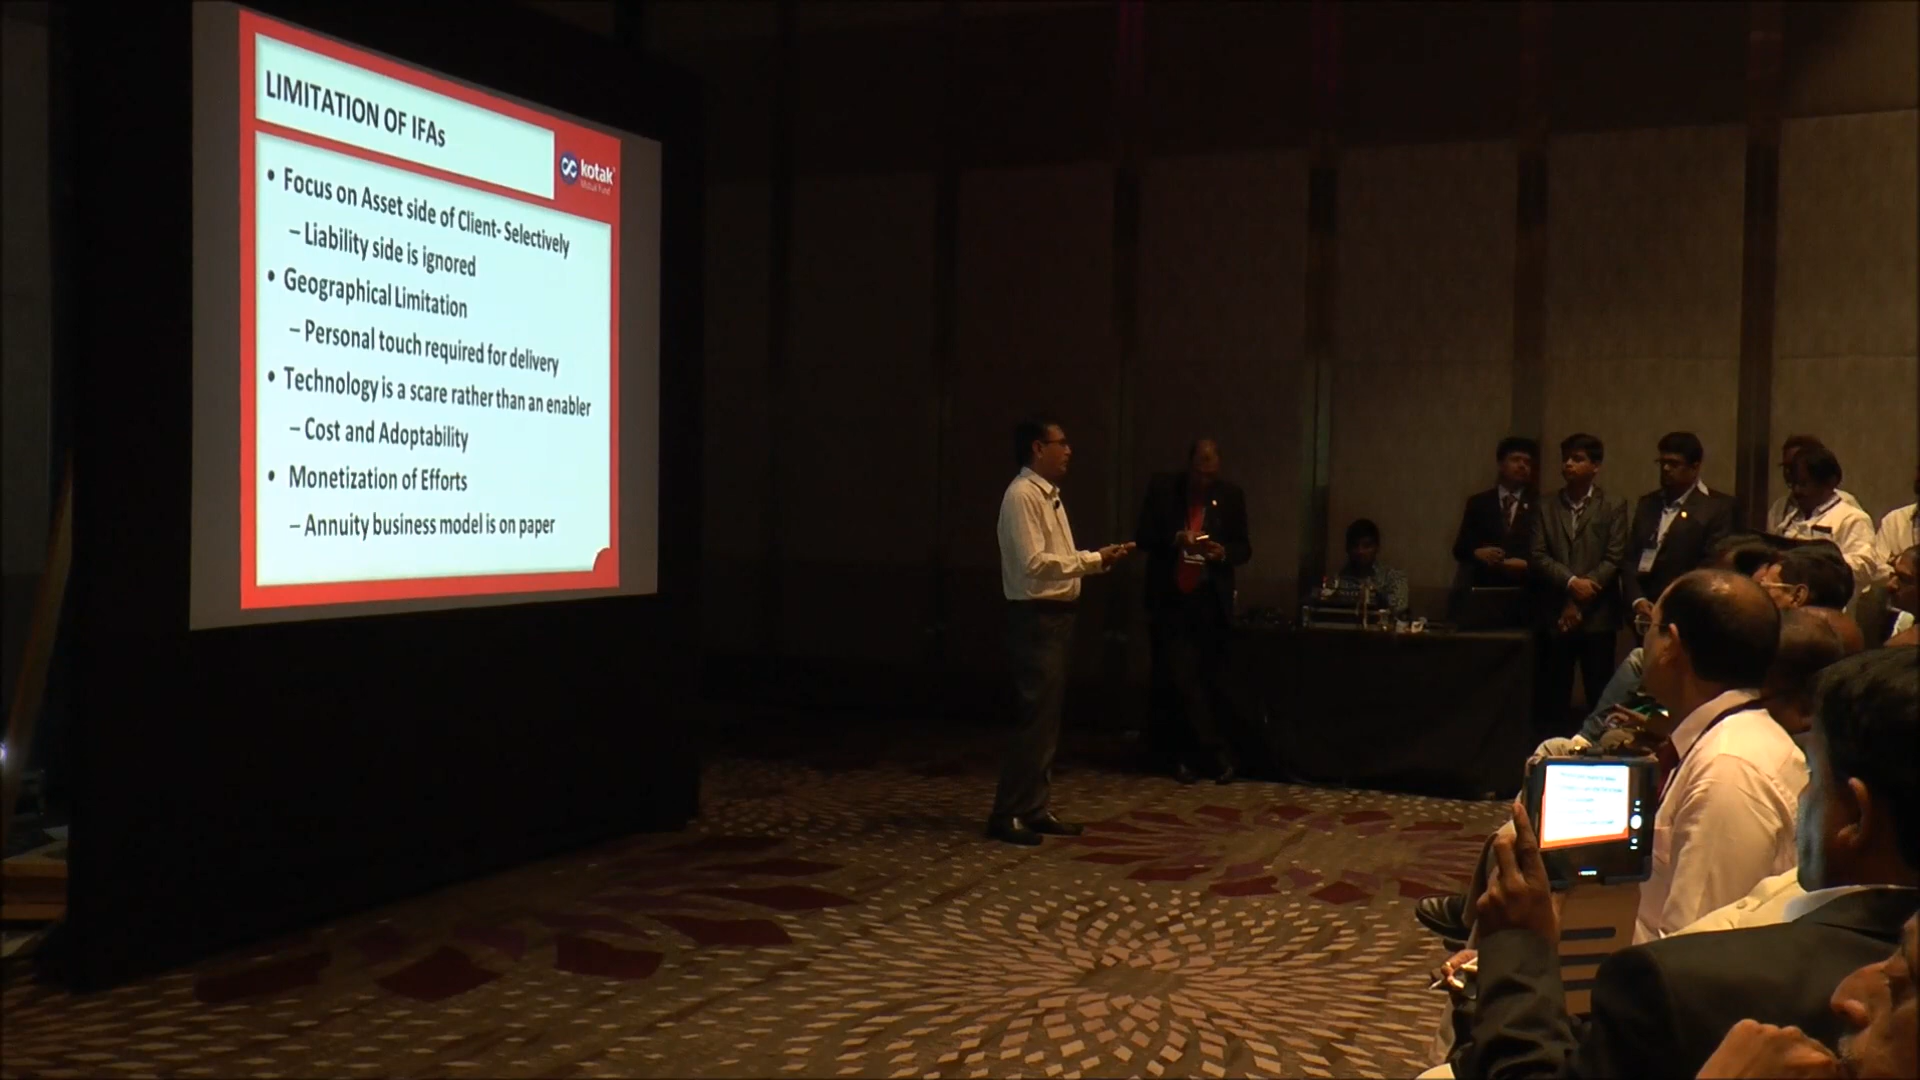 LIMITATION OF IFAs
kotak
Mutual Fund
• Focus on Asset side of Client- Selectively
– Liability side is ignored
• Geographical Limitation
– Personal touch required for delivery
• Technology is a scare rather than an enabler
– Cost and Adoptability
• Monetization of Efforts
– Annuity business model is on paper